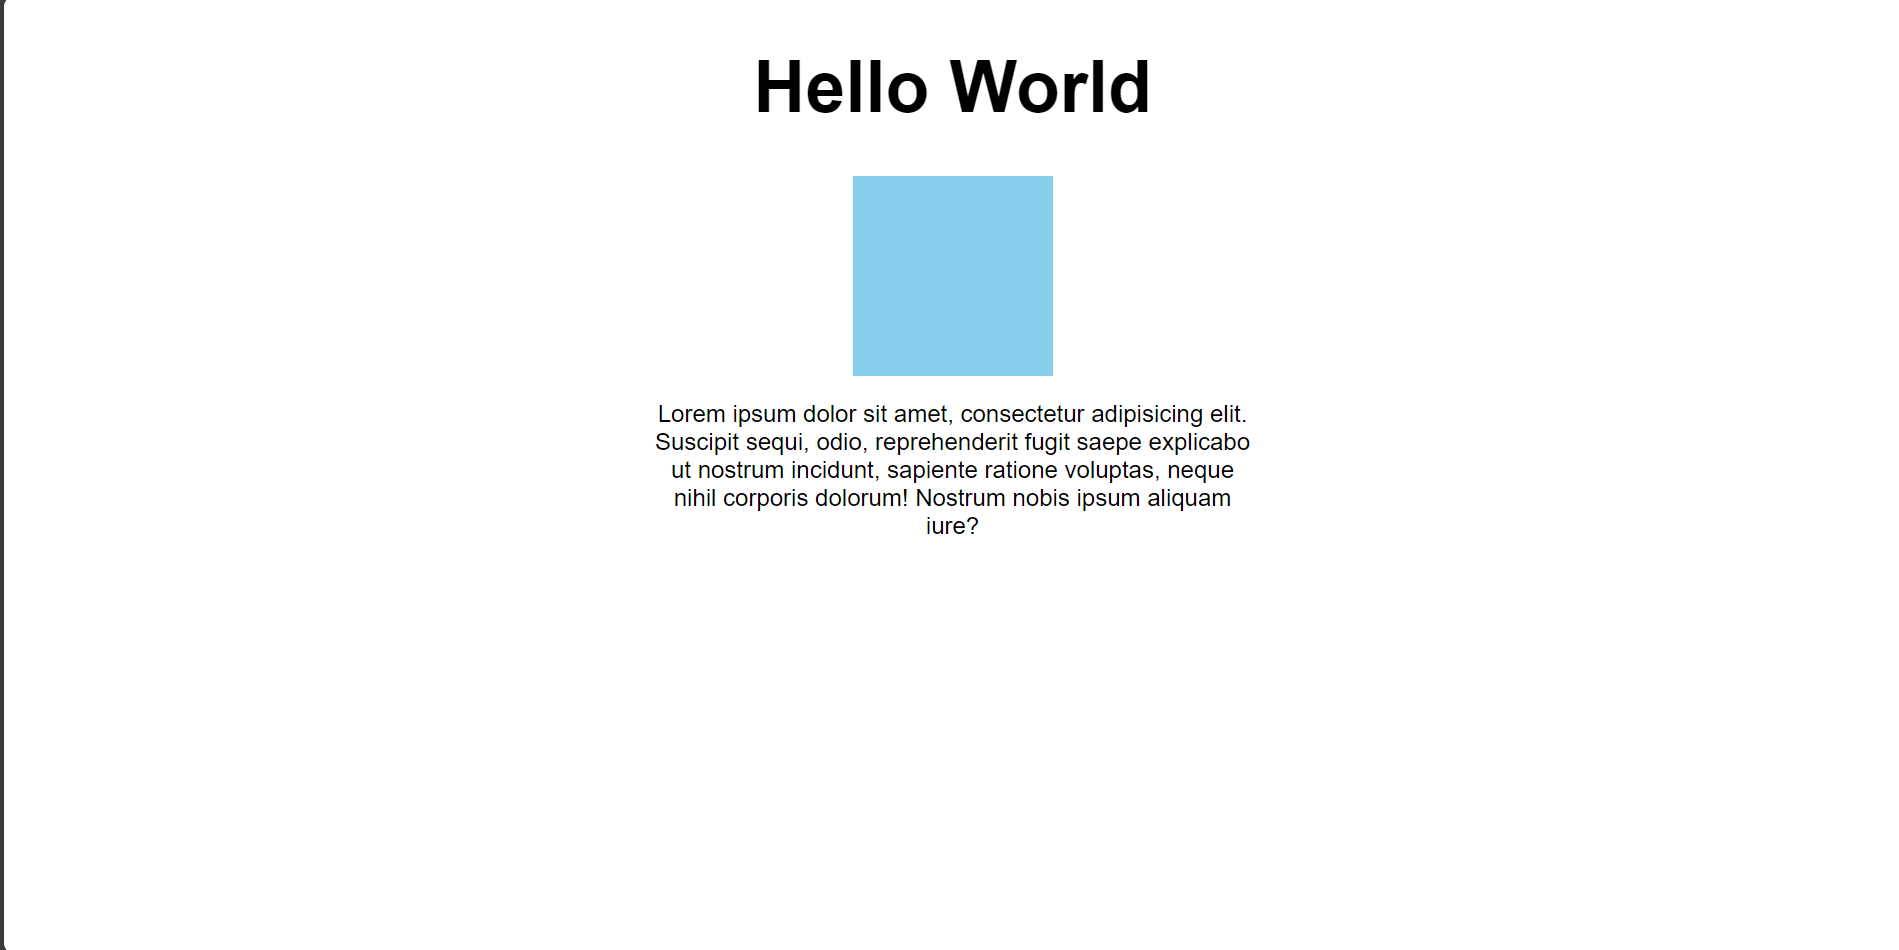 Hello World
Lorem ipsum dolor sit amet, consectetur adipisicing elit.
Suscipit sequi, odio, reprehenderit fugit saepe explicabo
ut nostrum incidunt, sapiente ratione voluptas, neque
nihil corporis dolorum! Nostrum nobis ipsum aliquam
iure?